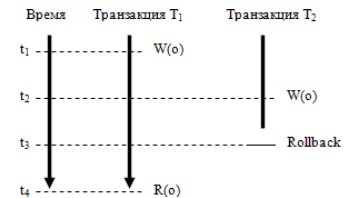 Время Транзакция T₁ Транзакция T₂
t₁ W(o)
t₂ W(o)
t₃ Rollback
t₄ R(o)